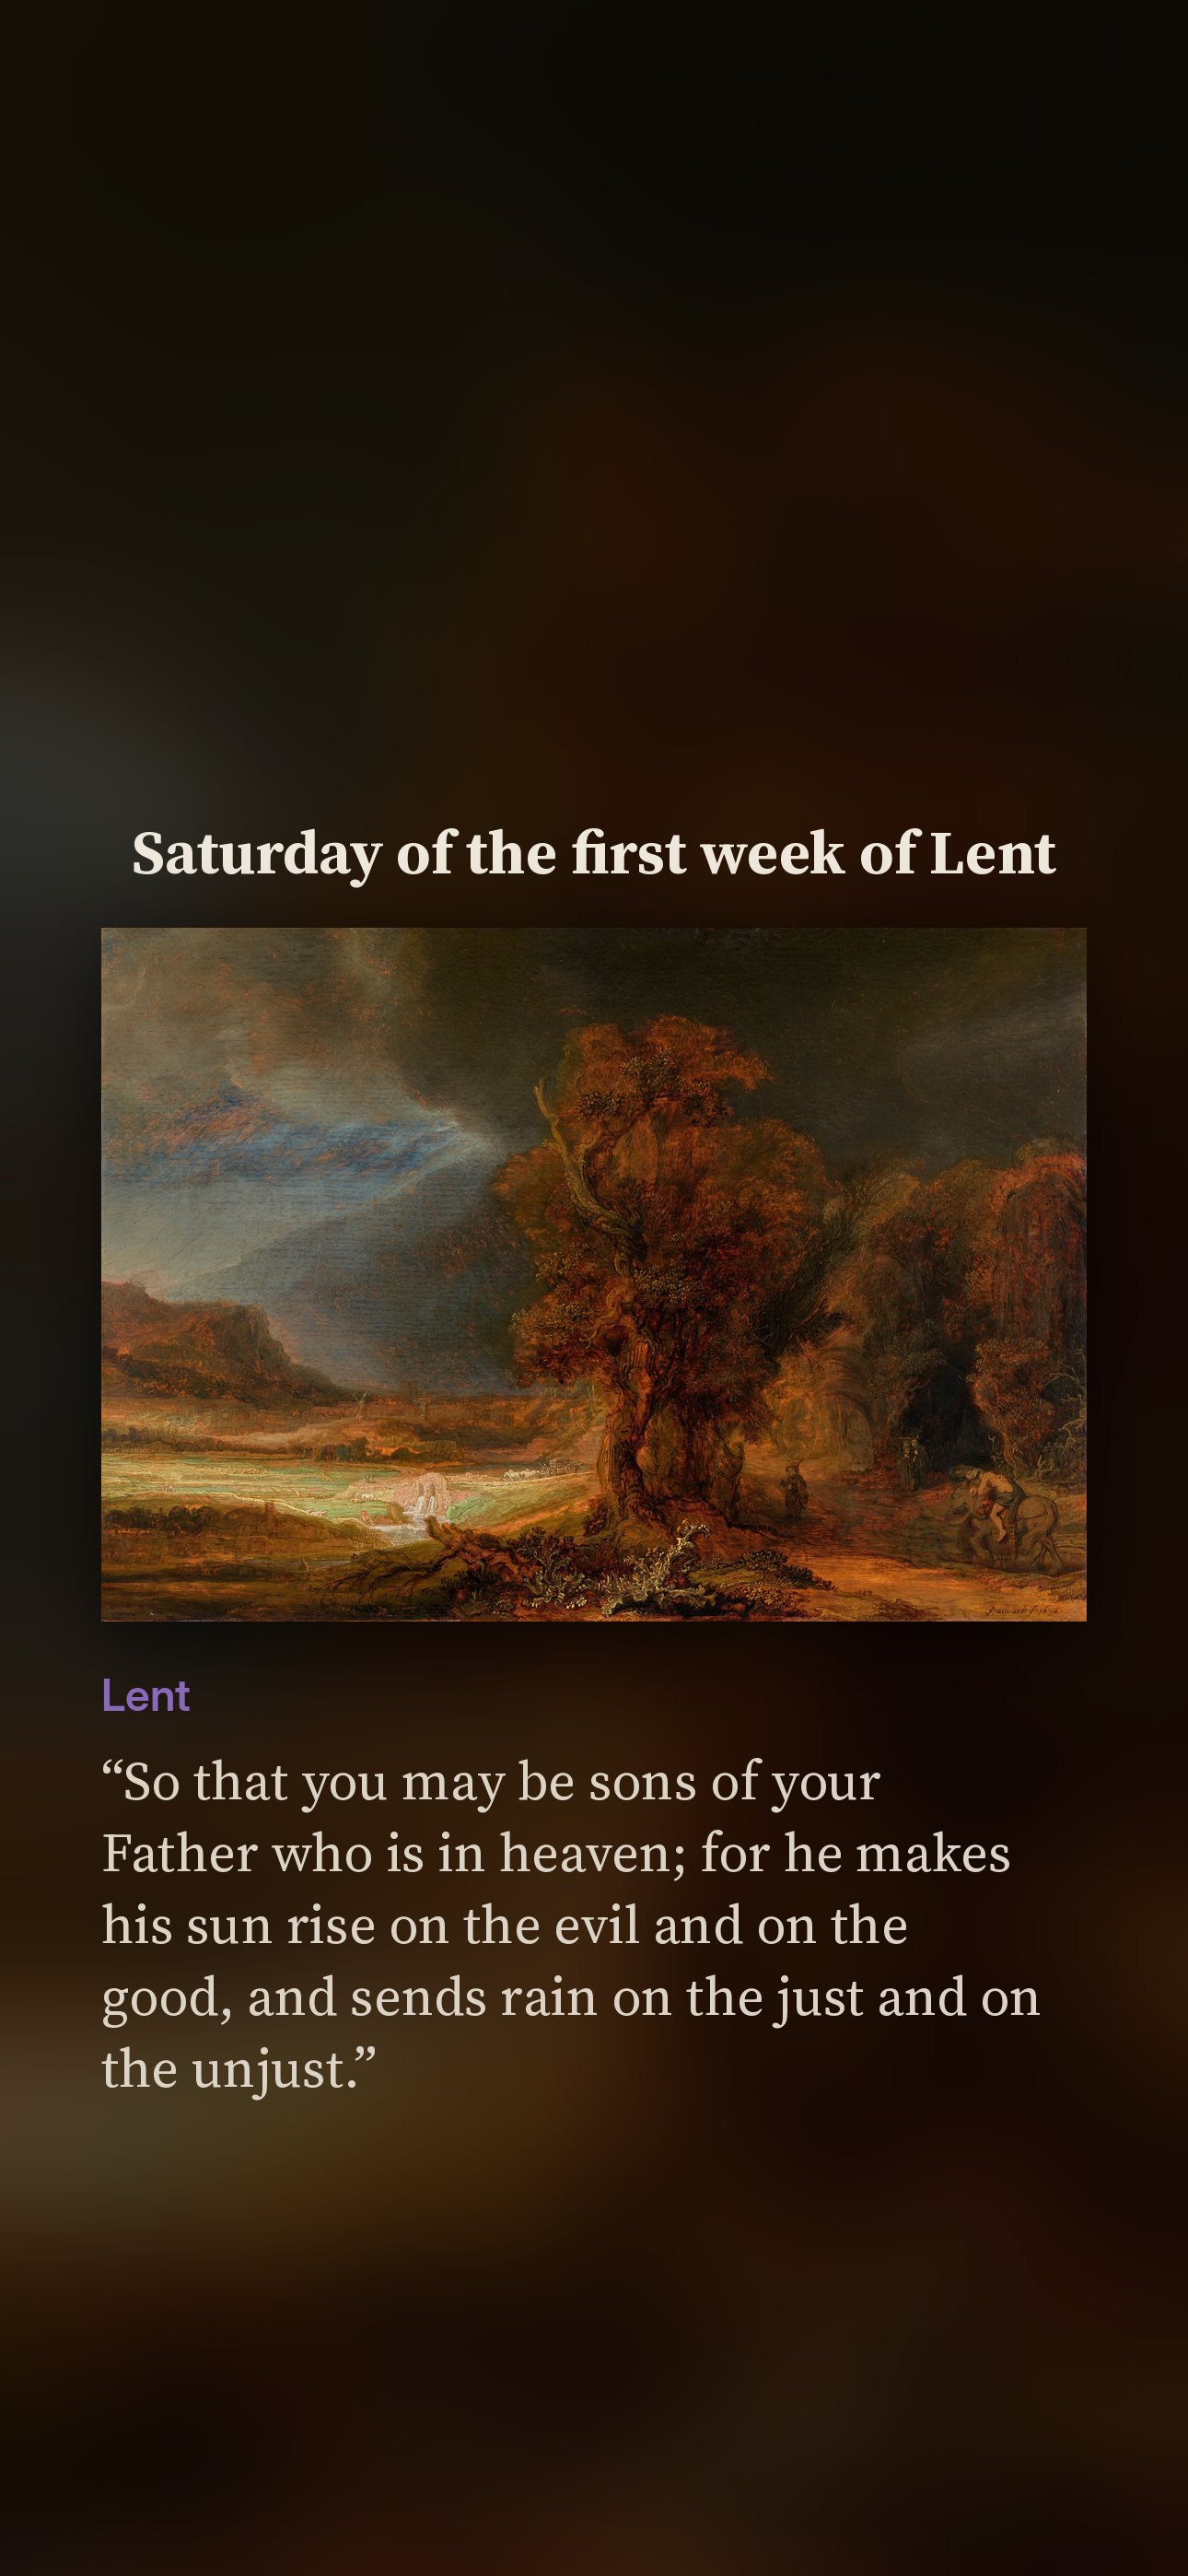 Saturday of the first week of Lent
Lent
“So that you may be sons of your
Father who is in heaven; for he makes
his sun rise on the evil and on the
good, and sends rain on the just and on
the unjust.”